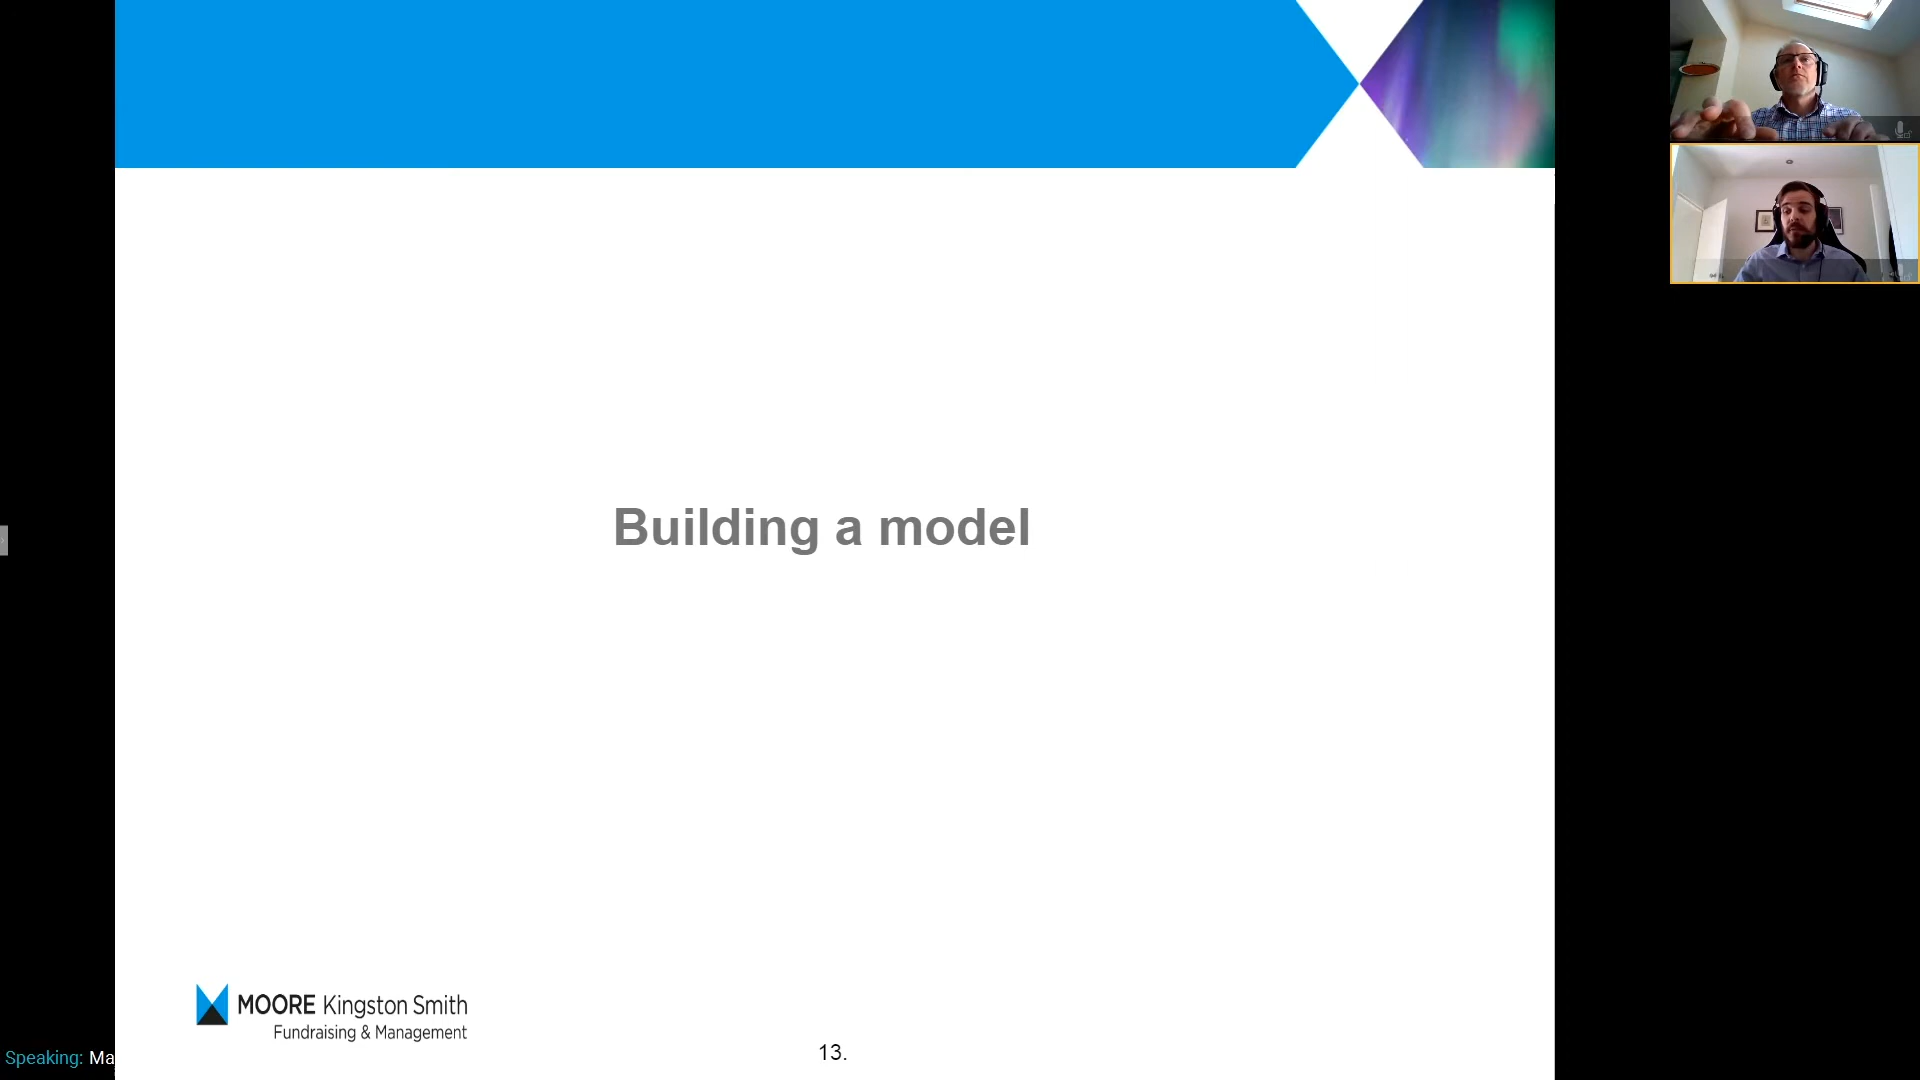 Building a model
MOORE Kingston Smith
Fundraising & Management
13.
Speaking: Ma